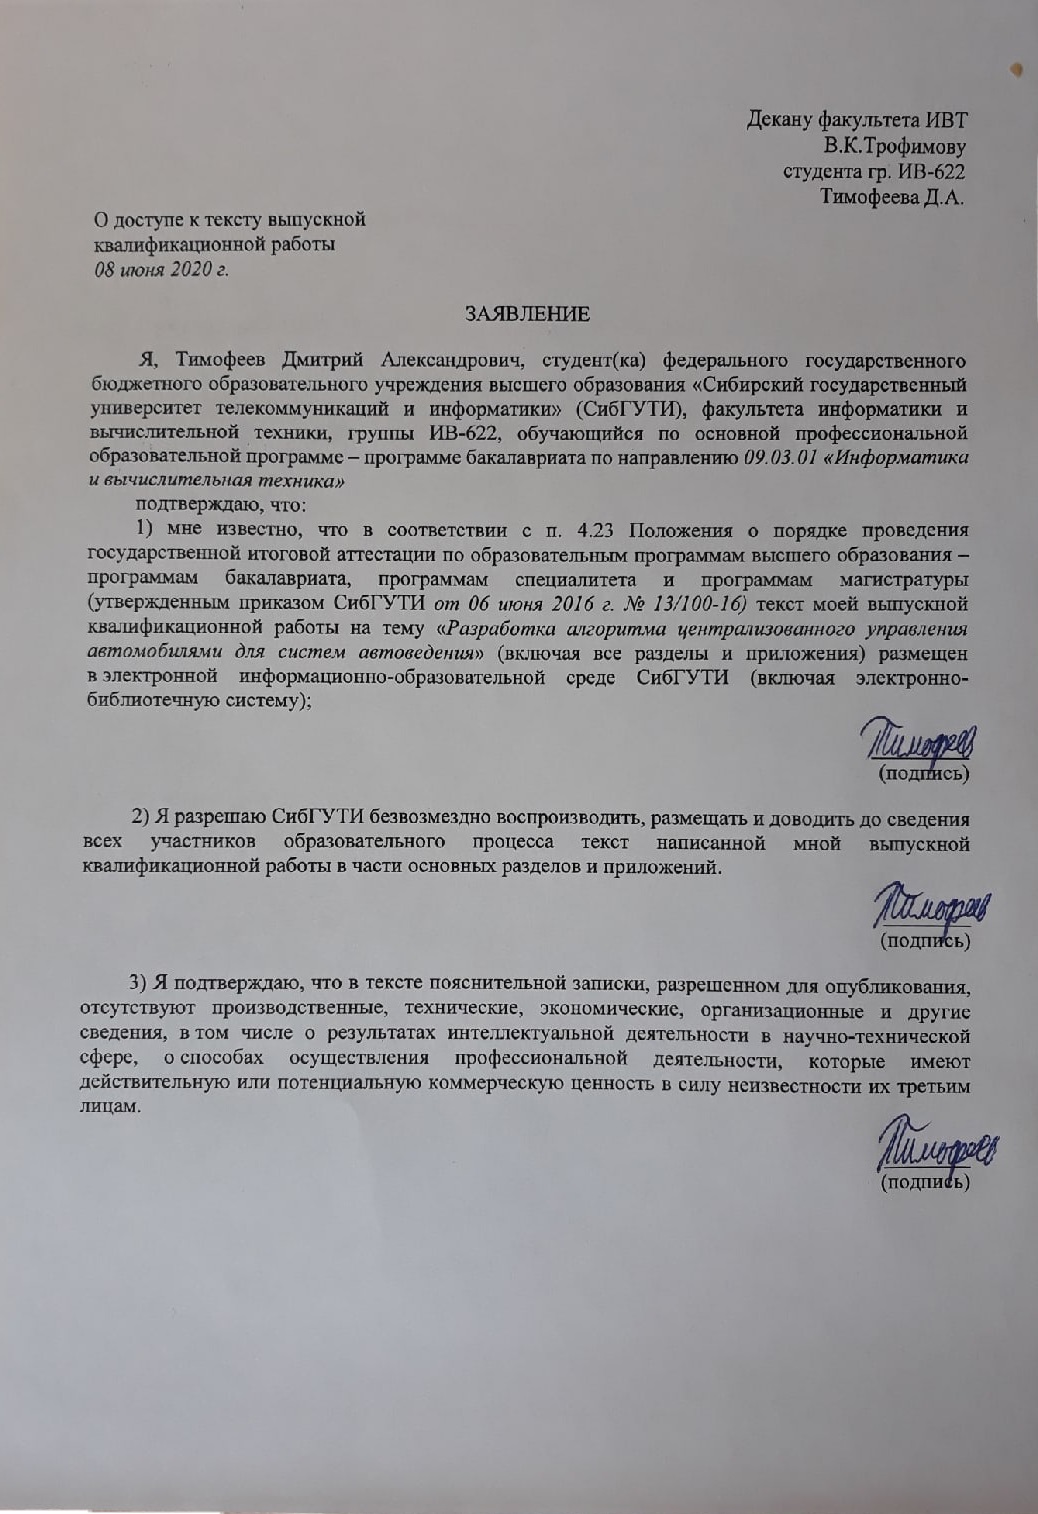 Декану факультета ИВТ
В.К.Трофимову
студента гр. ИВ-622
Тимофеева Д.А.
О доступе к тексту выпускной
квалификационной работы
08 июня 2020 г.
ЗАЯВЛЕНИЕ
Я, Тимофеев Дмитрий Александрович, студент(ка) федерального государственного
бюджетного образовательного учреждения высшего образования «Сибирский государственный
университет телекоммуникаций и информатики» (СибГУТИ), факультета информатики и
вычислительной техники, группы ИВ-622, обучающийся по основной профессиональной
образовательной программе – программе бакалавриата по направлению 09.03.01 «Информатика
и вычислительная техника»
подтверждаю, что:
1) мне известно, что в соответствии с п. 4.23 Положения о порядке проведения
государственной итоговой аттестации по образовательным программам высшего образования –
программам бакалавриата, программам специалитета и программам магистратуры
(утвержденным приказом СибГУТИ от 06 июня 2016 г. № 13/100-16) текст моей выпускной
квалификационной работы на тему «Разработка алгоритма централизованного управления
автомобилями для систем автоведения» (включая все разделы и приложения) размещен
в электронной информационно-образовательной среде СибГУТИ (включая электронно-
библиотечную систему);
Тимофеев
(подпись)
2) Я разрешаю СибГУТИ безвозмездно воспроизводить, размещать и доводить до сведения
всех участников образовательного процесса текст написанной мной выпускной
квалификационной работы в части основных разделов и приложений.
Тимофеев
(подпись)
3) Я подтверждаю, что в тексте пояснительной записки, разрешенном для опубликования,
отсутствуют производственные, технические, экономические, организационные и другие
сведения, в том числе о результатах интеллектуальной деятельности в научно-технической
сфере, о способах осуществления профессиональной деятельности, которые имеют
действительную или потенциальную коммерческую ценность в силу неизвестности их третьим
лицам.
Тимофеев
(подпись)